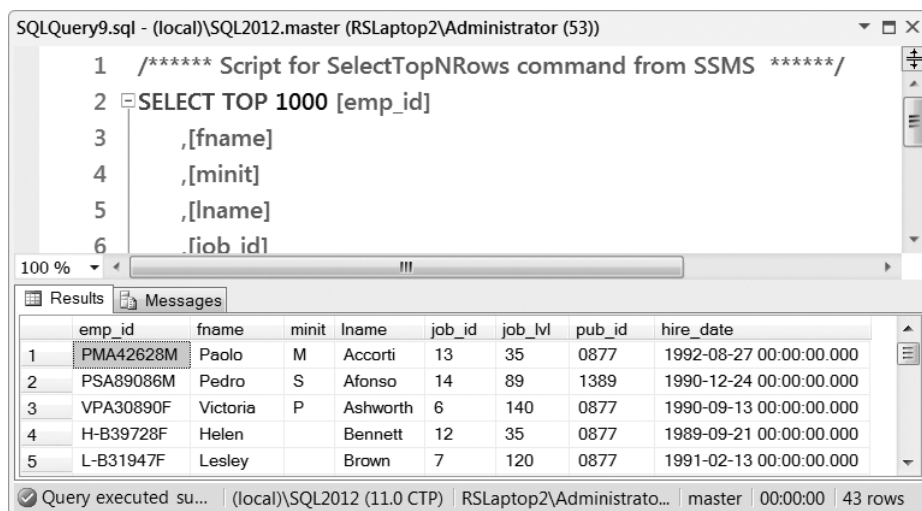 SQLQuery9.sql - (local)\SQL2012.master (RSLaptop2\Administrator (53))
1 /****** Script for SelectTopNRows command from SSMS ******/
2 SELECT TOP 1000 [emp_id]
3 ,[fname]
4 ,[minit]
5 ,[lname]
6 ,[job_id]
100 %
Results Messages
emp_id fname minit lname job_id job_lvl pub_id hire_date
1 PMA42628M Paolo M Accorti 13 35 0877 1992-08-27 00:00:00.000
2 PSA89086M Pedro S Afonso 14 89 1389 1990-12-24 00:00:00.000
3 VPA30890F Victoria P Ashworth 6 140 0877 1990-09-13 00:00:00.000
4 H-B39728F Helen Bennett 12 35 0877 1989-09-21 00:00:00.000
5 L-B31947F Lesley Brown 7 120 0877 1991-02-13 00:00:00.000
Query executed su... (local)\SQL2012 (11.0 CTP) RSLaptop2\Administrato... master 00:00:00 43 rows